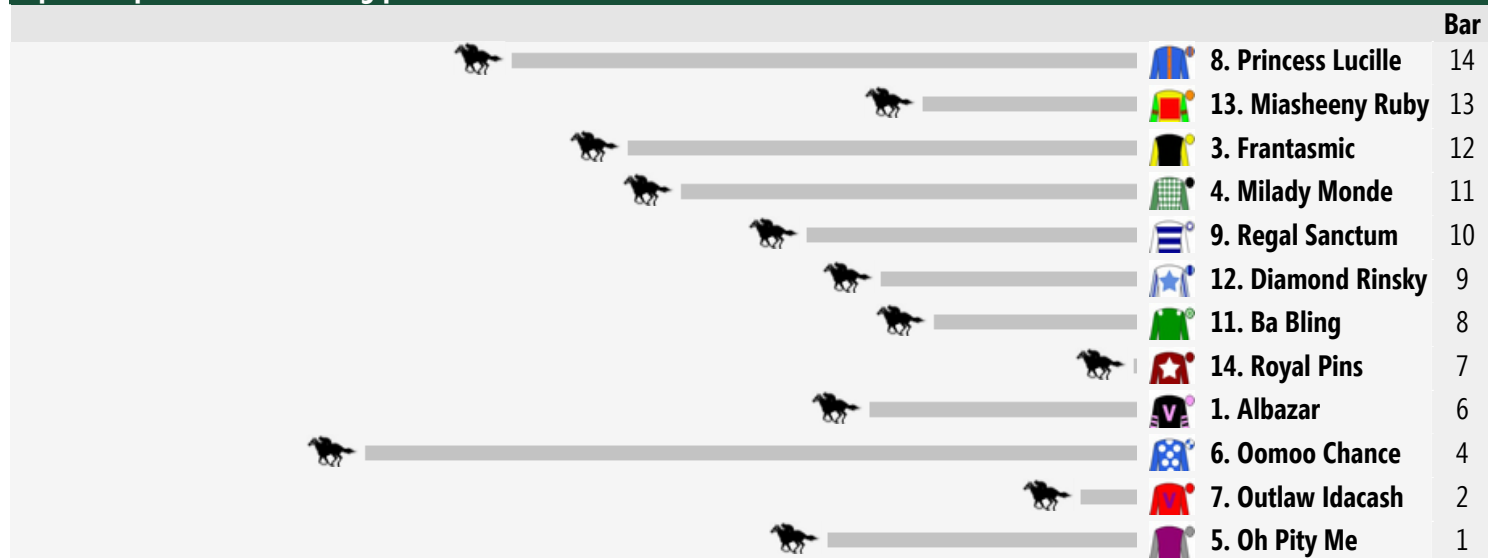 Bar
8. Princess Lucille 14
13. Miasheeny Ruby 13
3. Frantasmic 12
4. Milady Monde 11
9. Regal Sanctum 10
12. Diamond Rinsky 9
11. Ba Bling 8
14. Royal Pins 7
V 1. Albazar 6
6. Oomoo Chance 4
V 7. Outlaw Idacash 2
5. Oh Pity Me 1